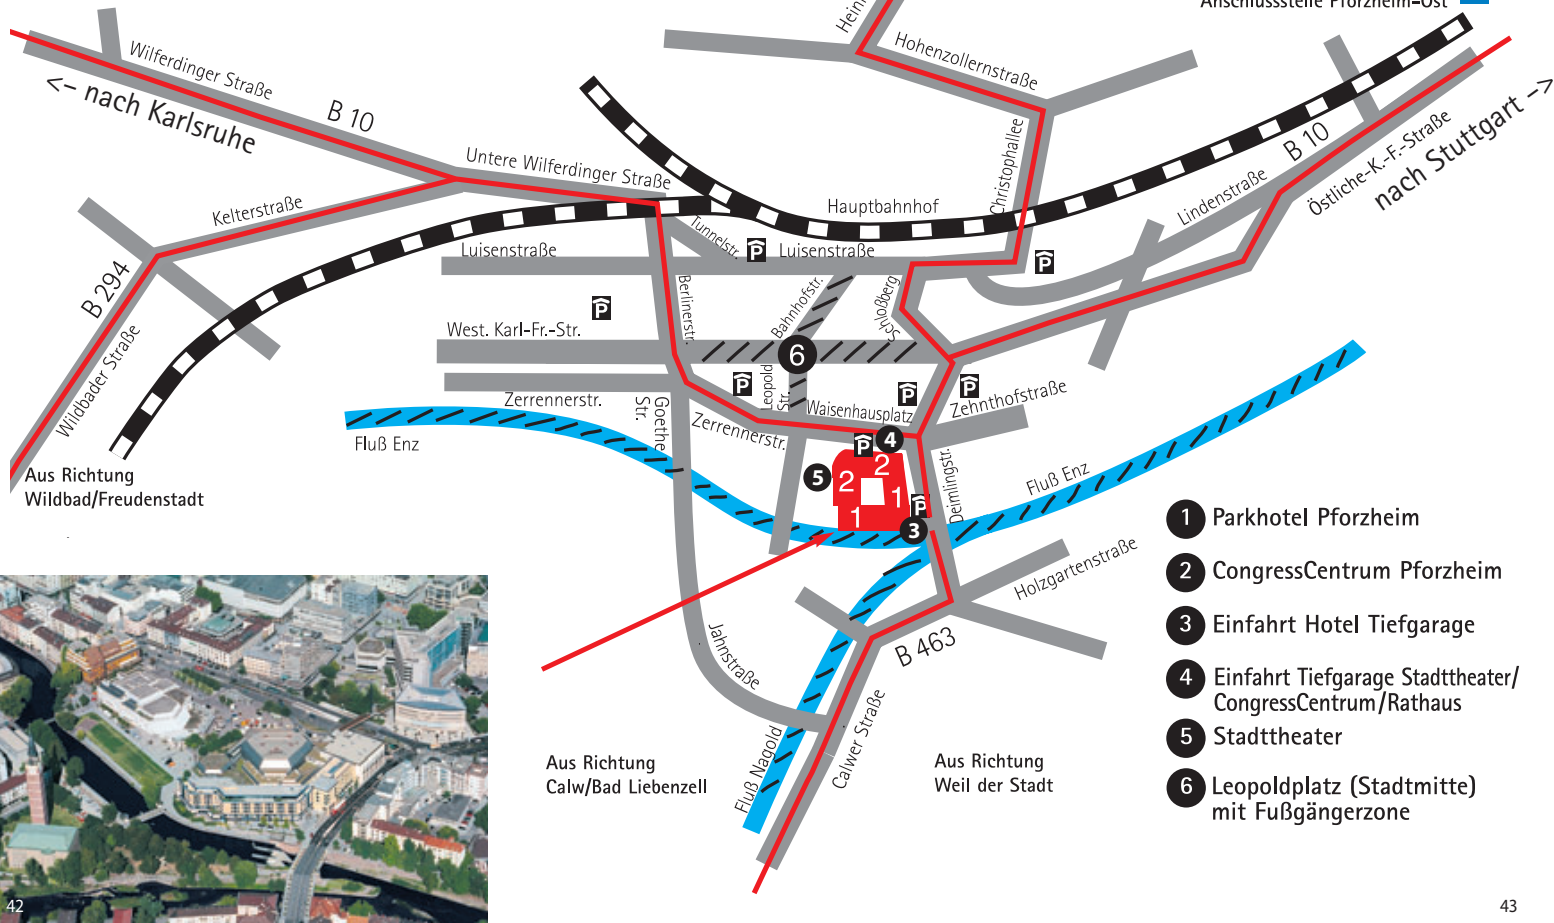 Anschlussstelle Pforzheim-Ost
Wilferdinger Straße
<- nach Karlsruhe
B 10
Untere Wilferdinger Straße
Hohenzollernstraße
Christophallee
Hauptbahnhof
Kelterstraße
B 294
Wildbader Straße
Luisenstraße
Tunnelstr.
P
Luisenstraße
P
Lindenstraße
B 10
Östliche-K.-F.-Straße
nach Stuttgart ->
P
Berlinerstr.
Bahnhofstr.
Schloßberg
West. Karl-Fr.-Str.
6
Zerrennerstr.
Goethe
Str.
P
Leopold
Str.
Waisenhausplatz
P
P
Zehnthofstraße
Zerrennerstr.
Fluß Enz
P
4
5
2
2
1
1
P
3
Deimlingstr.
Fluß Enz
Aus Richtung
Wildbad/Freudenstadt
Holzgartenstraße
B 463
Jahnstraße
Fluß Nagold
Calwer Straße
Aus Richtung
Calw/Bad Liebenzell
Aus Richtung
Weil der Stadt
1 Parkhotel Pforzheim
2 CongressCentrum Pforzheim
3 Einfahrt Hotel Tiefgarage
4 Einfahrt Tiefgarage Stadttheater/
CongressCentrum/Rathaus
5 Stadttheater
6 Leopoldplatz (Stadtmitte)
mit Fußgängerzone
42
43